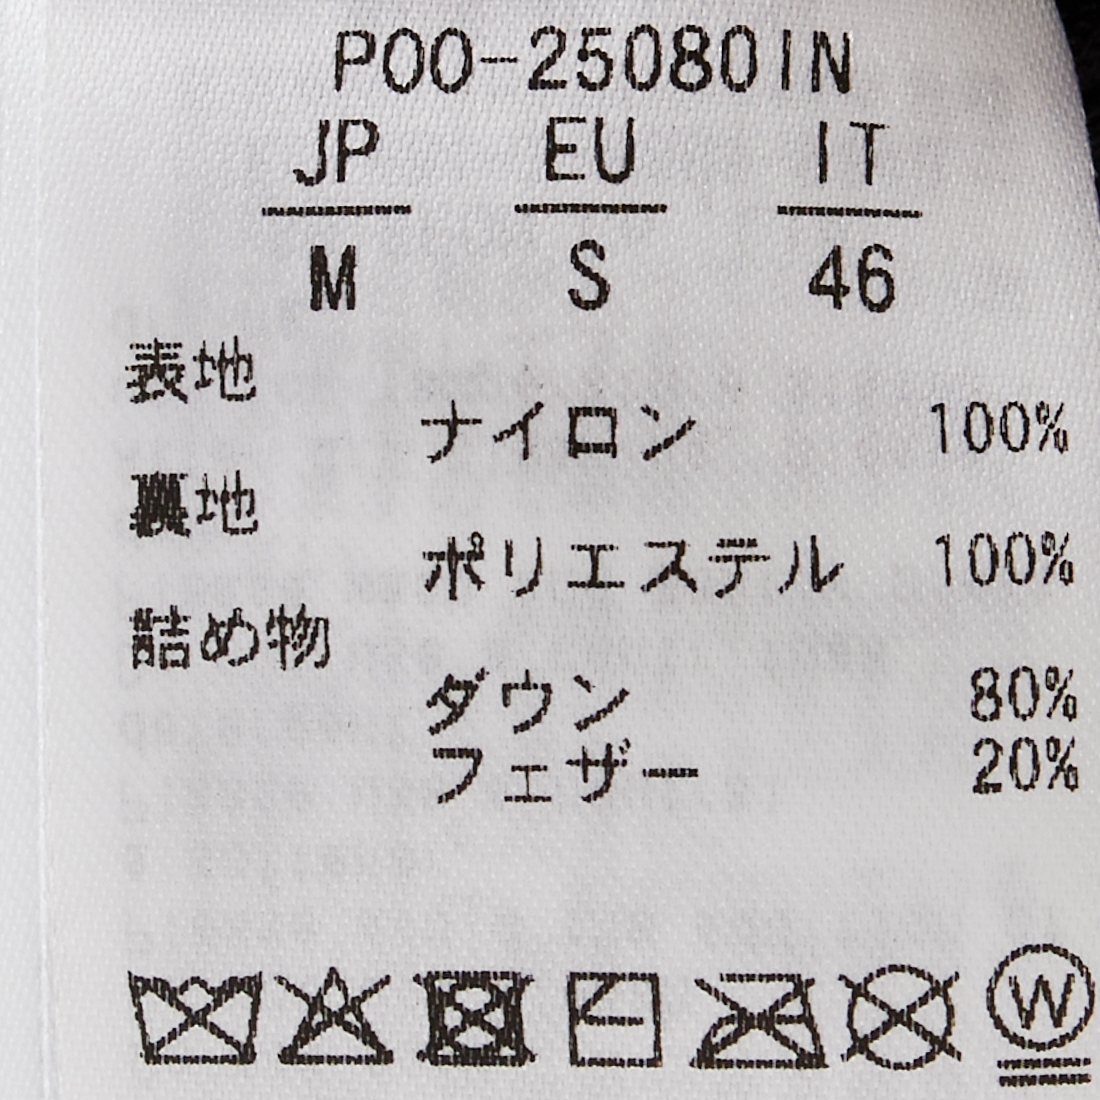 P00-25080IN
JP EU IT
M S 46
表地
ナイロン 100%
裏地
ポリエステル 100%
詰め物
ダウン 80%
フェザー 20%
W